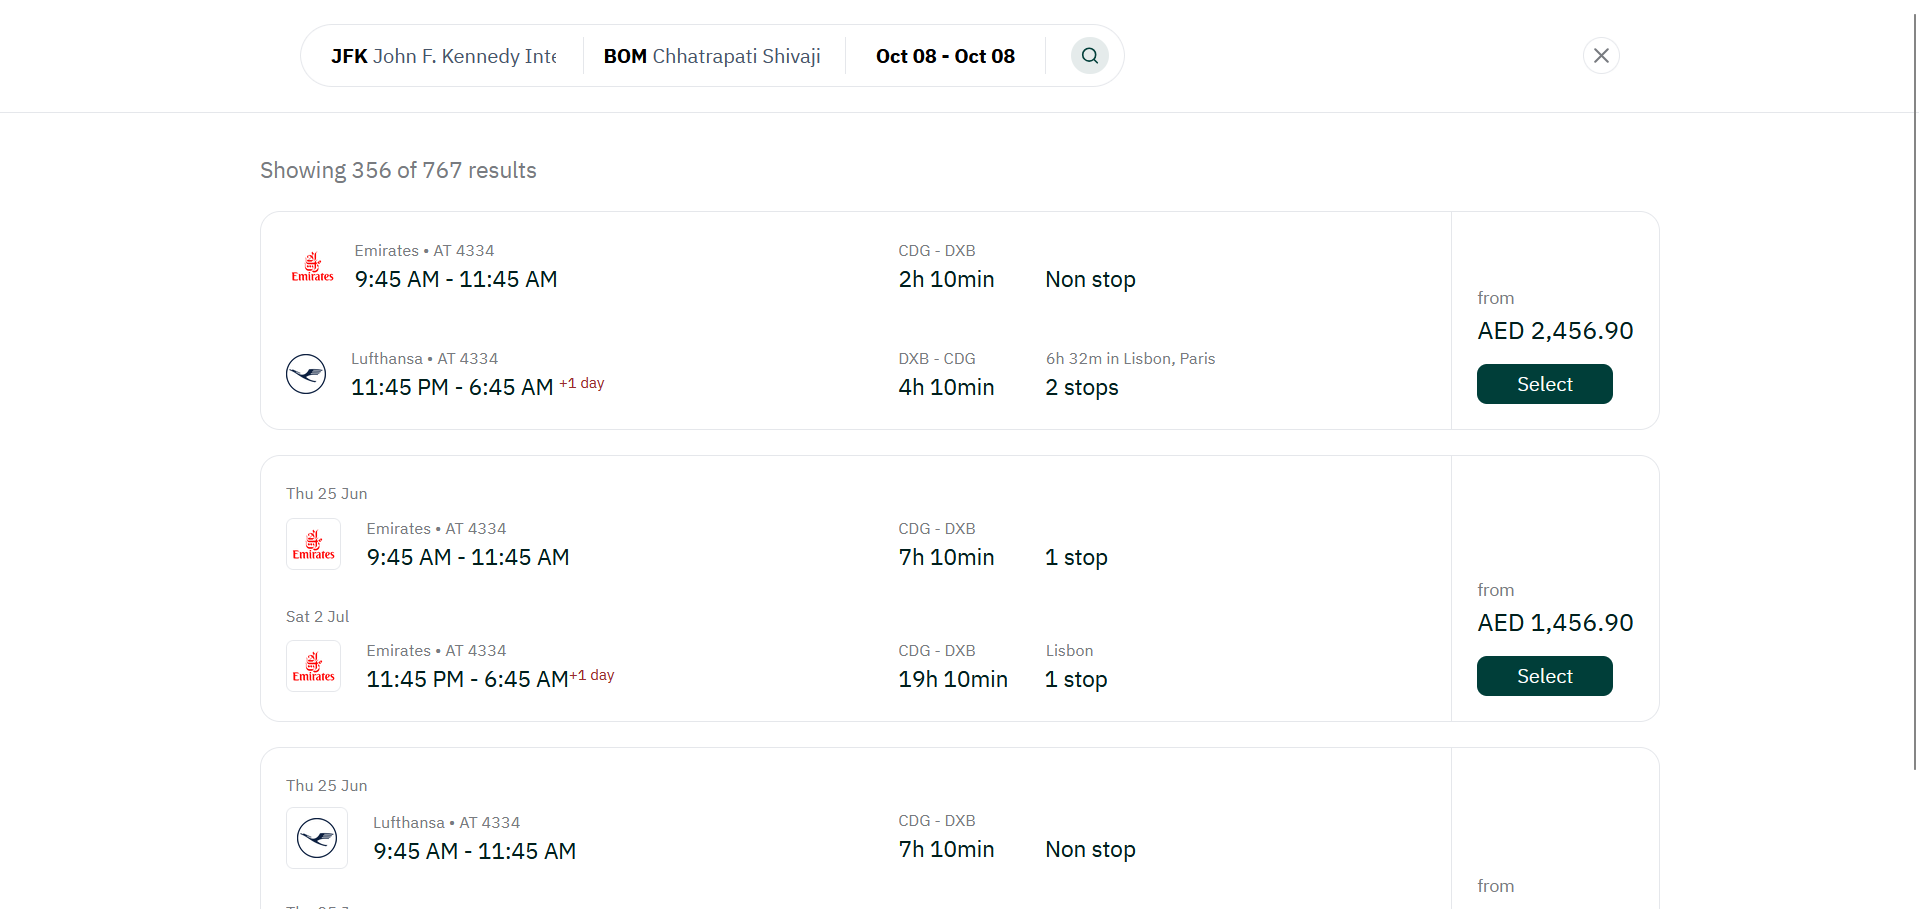 JFK John F. Kennedy Inte
BOM Chhatrapati Shivaji
Oct 08 - Oct 08
Showing 356 of 767 results
Emirates
Emirates • AT 4334
9:45 AM - 11:45 AM
CDG - DXB
2h 10min
Non stop
Lufthansa • AT 4334
11:45 PM - 6:45 AM +1 day
DXB - CDG
4h 10min
6h 32m in Lisbon, Paris
2 stops
from
AED 2,456.90
Select
Thu 25 Jun
Emirates
Emirates • AT 4334
9:45 AM - 11:45 AM
CDG - DXB
7h 10min
1 stop
Sat 2 Jul
Emirates
Emirates • AT 4334
11:45 PM - 6:45 AM+1 day
CDG - DXB
19h 10min
Lisbon
1 stop
from
AED 1,456.90
Select
Thu 25 Jun
Lufthansa • AT 4334
9:45 AM - 11:45 AM
CDG - DXB
7h 10min
Non stop
from